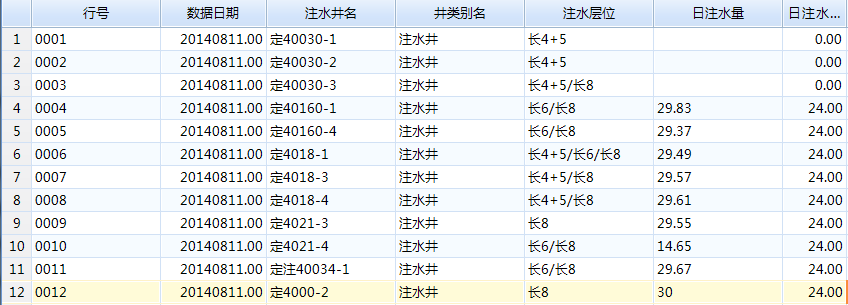 行号 数据日期 注水井名 井类别名 注水层位 日注水量 日注水...
1 0001 20140811.00 定40030-1 注水井 长4+5 0.00
2 0002 20140811.00 定40030-2 注水井 长4+5 0.00
3 0003 20140811.00 定40030-3 注水井 长4+5/长8 0.00
4 0004 20140811.00 定40160-1 注水井 长6/长8 29.83 24.00
5 0005 20140811.00 定40160-4 注水井 长6/长8 29.37 24.00
6 0006 20140811.00 定4018-1 注水井 长4+5/长6/长8 29.49 24.00
7 0007 20140811.00 定4018-3 注水井 长4+5/长8 29.57 24.00
8 0008 20140811.00 定4018-4 注水井 长4+5/长8 29.61 24.00
9 0009 20140811.00 定4021-3 注水井 长8 29.55 24.00
10 0010 20140811.00 定4021-4 注水井 长6/长8 14.65 24.00
11 0011 20140811.00 定注40034-1 注水井 长6/长8 29.67 24.00
12 0012 20140811.00 定4000-2 注水井 长8 30 24.00